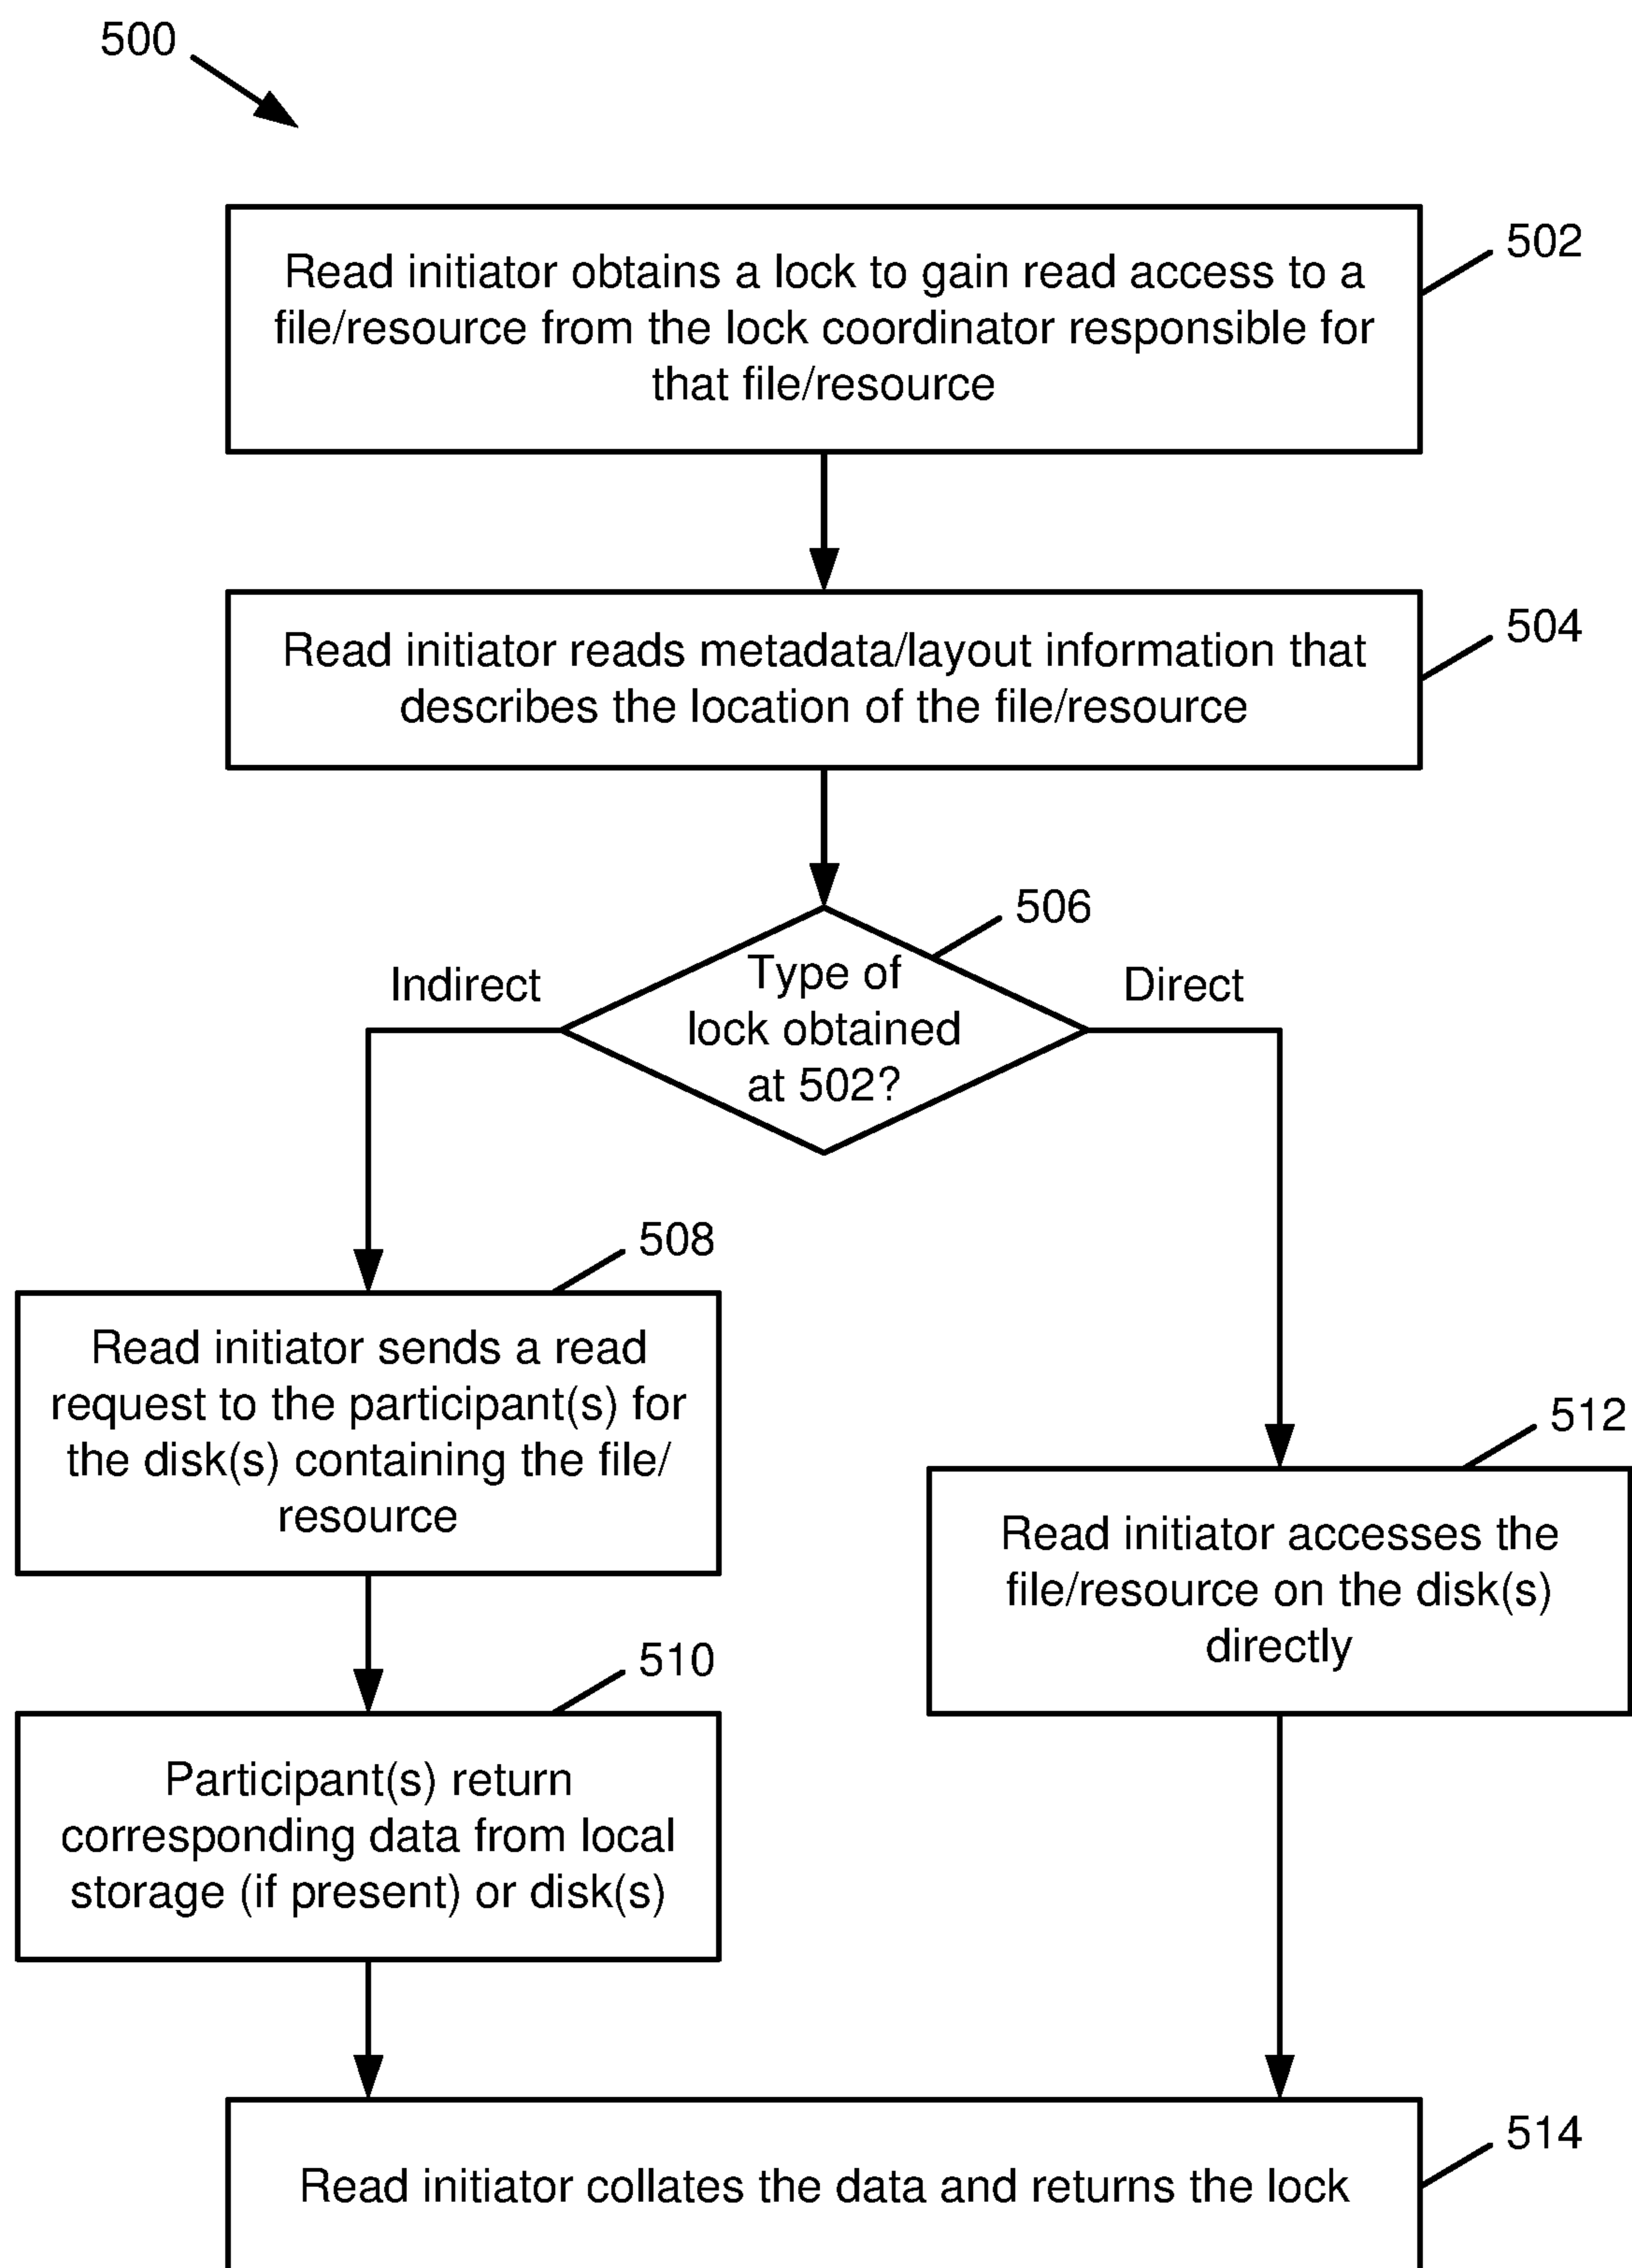 500
Read initiator obtains a lock to gain read access to a
file/resource from the lock coordinator responsible for
that file/resource
502
Read initiator reads metadata/layout information that
describes the location of the file/resource
504
506
Type of
lock obtained
at 502?
Indirect
Direct
508
Read initiator sends a read
request to the participant(s) for
the disk(s) containing the file/
resource
510
Participant(s) return
corresponding data from local
storage (if present) or disk(s)
512
Read initiator accesses the
file/resource on the disk(s)
directly
Read initiator collates the data and returns the lock
514